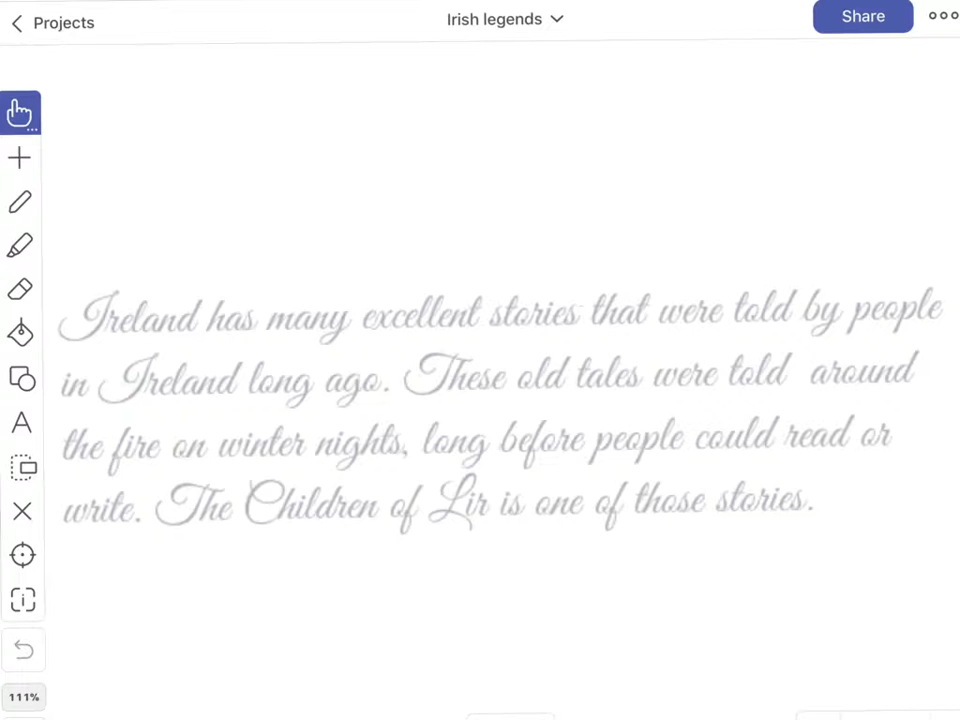 Projects
Irish legends
Share
Ireland has many excellent stories that were told by people
in Ireland long ago. These old tales were told around
the fire on winter nights, long before people could read or
write. The Children of Lir is one of those stories.
111%